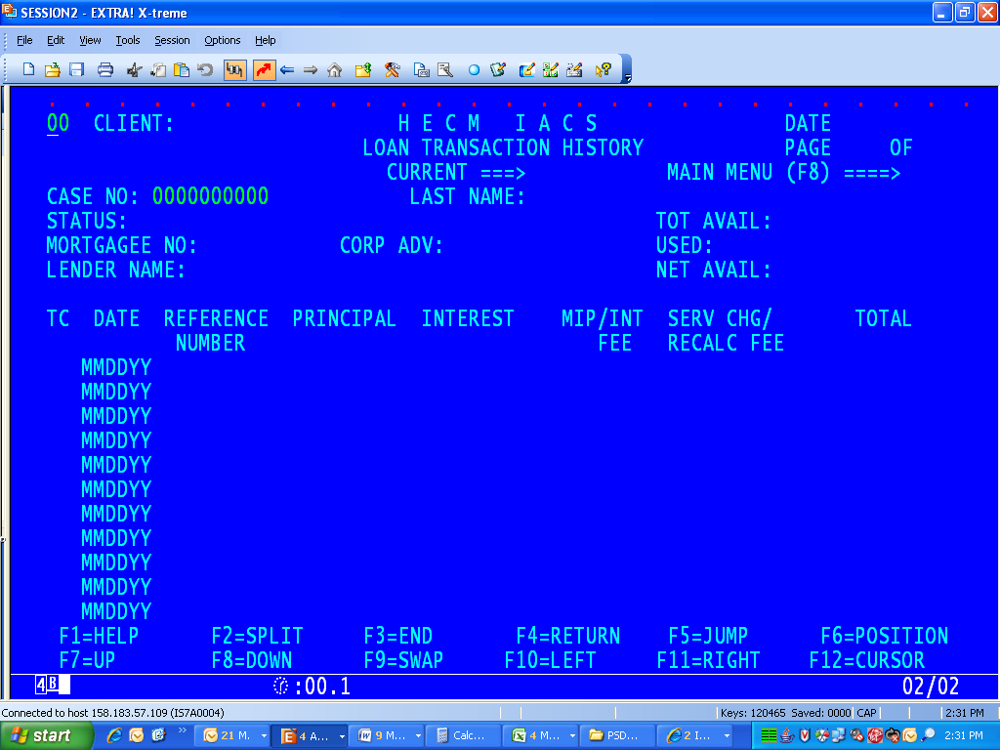 SESSION2 - EXTRA! X-treme
File Edit View Tools Session Options Help
00 CLIENT: H E C M I A C S DATE
LOAN TRANSACTION HISTORY PAGE OF
CURRENT ===> MAIN MENU (F8) ====>
CASE NO: 0000000000 LAST NAME:
STATUS: TOT AVAIL:
MORTGAGEE NO: CORP ADV: USED:
LENDER NAME: NET AVAIL:
TC DATE REFERENCE PRINCIPAL INTEREST MIP/INT SERV CHG/ TOTAL
NUMBER FEE RECALC FEE
MMDDYY
MMDDYY
MMDDYY
MMDDYY
MMDDYY
MMDDYY
MMDDYY
MMDDYY
MMDDYY
MMDDYY
MMDDYY
F1=HELP F2=SPLIT F3=END F4=RETURN F5=JUMP F6=POSITION
F7=UP F8=DOWN F9=SWAP F10=LEFT F11=RIGHT F12=CURSOR
4B :00.1 02/02
Connected to host 158.183.57.109 (IS7A0004) Keys: 120465 Saved: 0000 CAP 2:31 PM
start 21 M... 4 A... 9 M... Calc... 4 M... PSD... 2 I... 2:31 PM